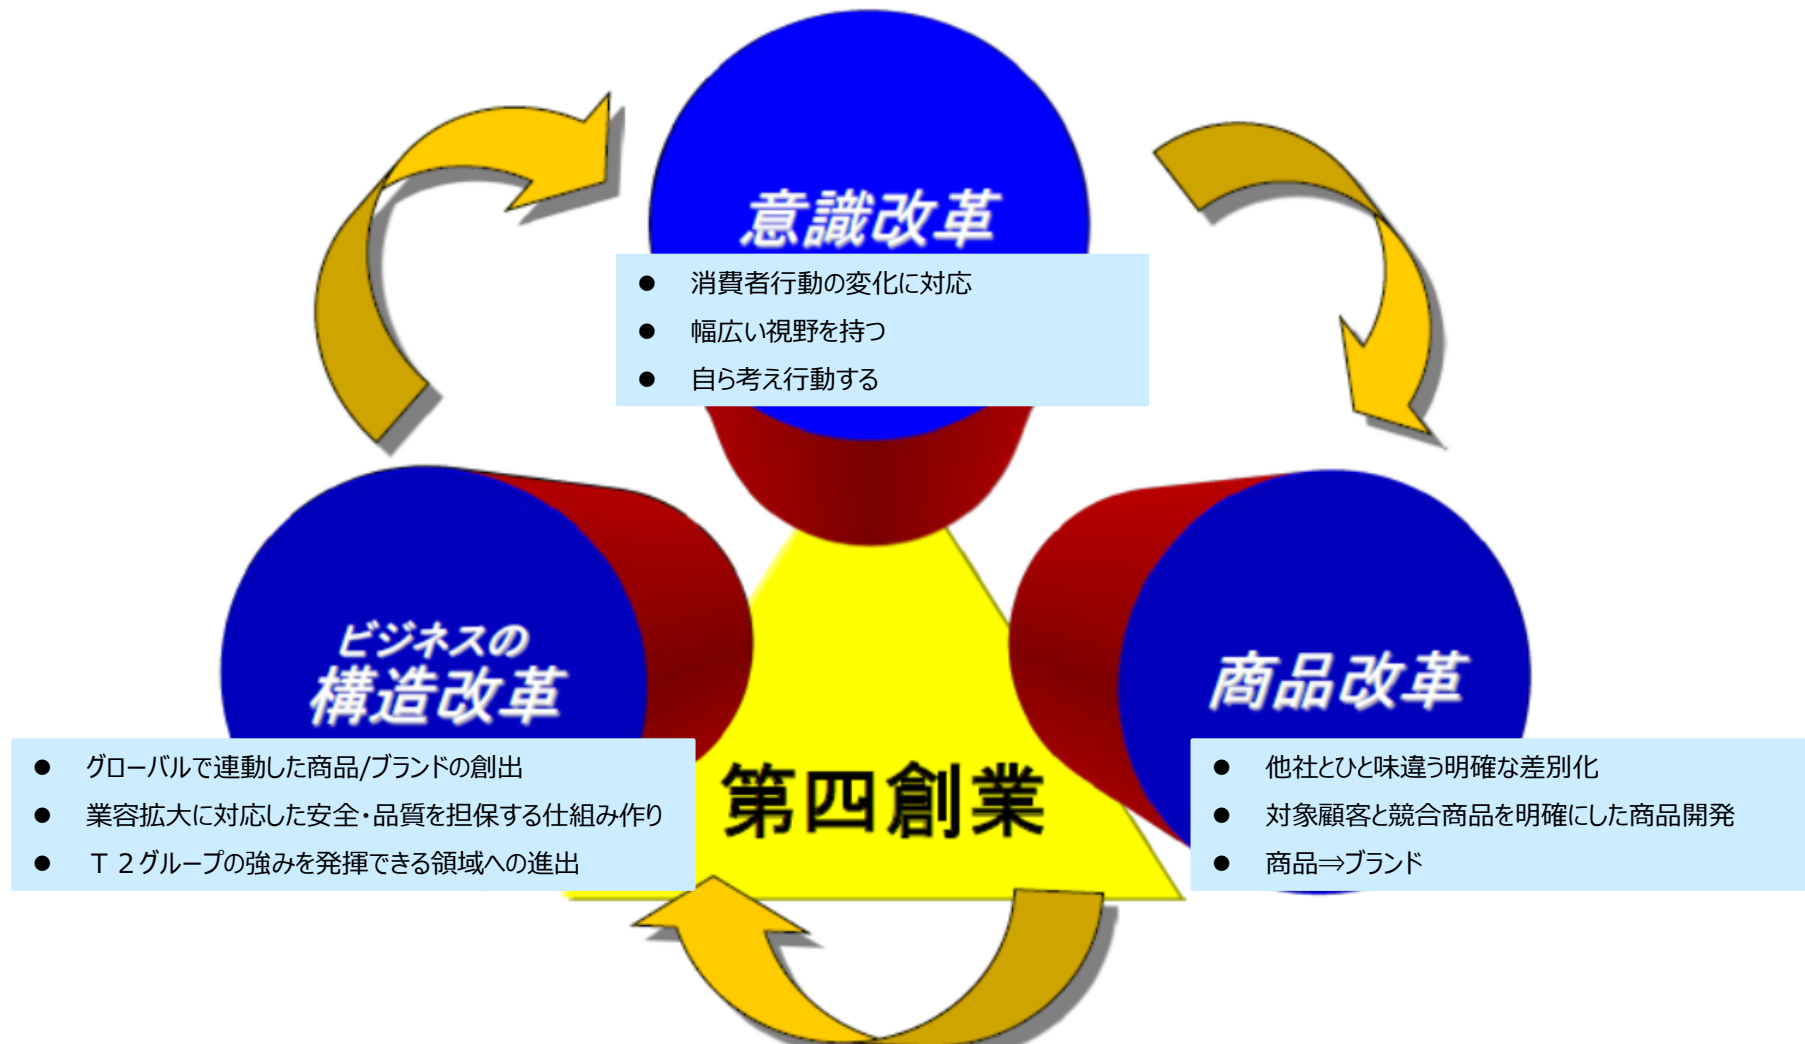 意識改革
● 消費者行動の変化に対応
● 幅広い視野を持つ
● 自ら考え行動する
ビジネスの
構造改革
● グローバルで連動した商品/ブランドの創出
● 業容拡大に対応した安全・品質を担保する仕組み作り
● Ｔ２グループの強みを発揮できる領域への進出
商品改革
● 他社とひと味違う明確な差別化
● 対象顧客と競合商品を明確にした商品開発
● 商品⇒ブランド
第四創業